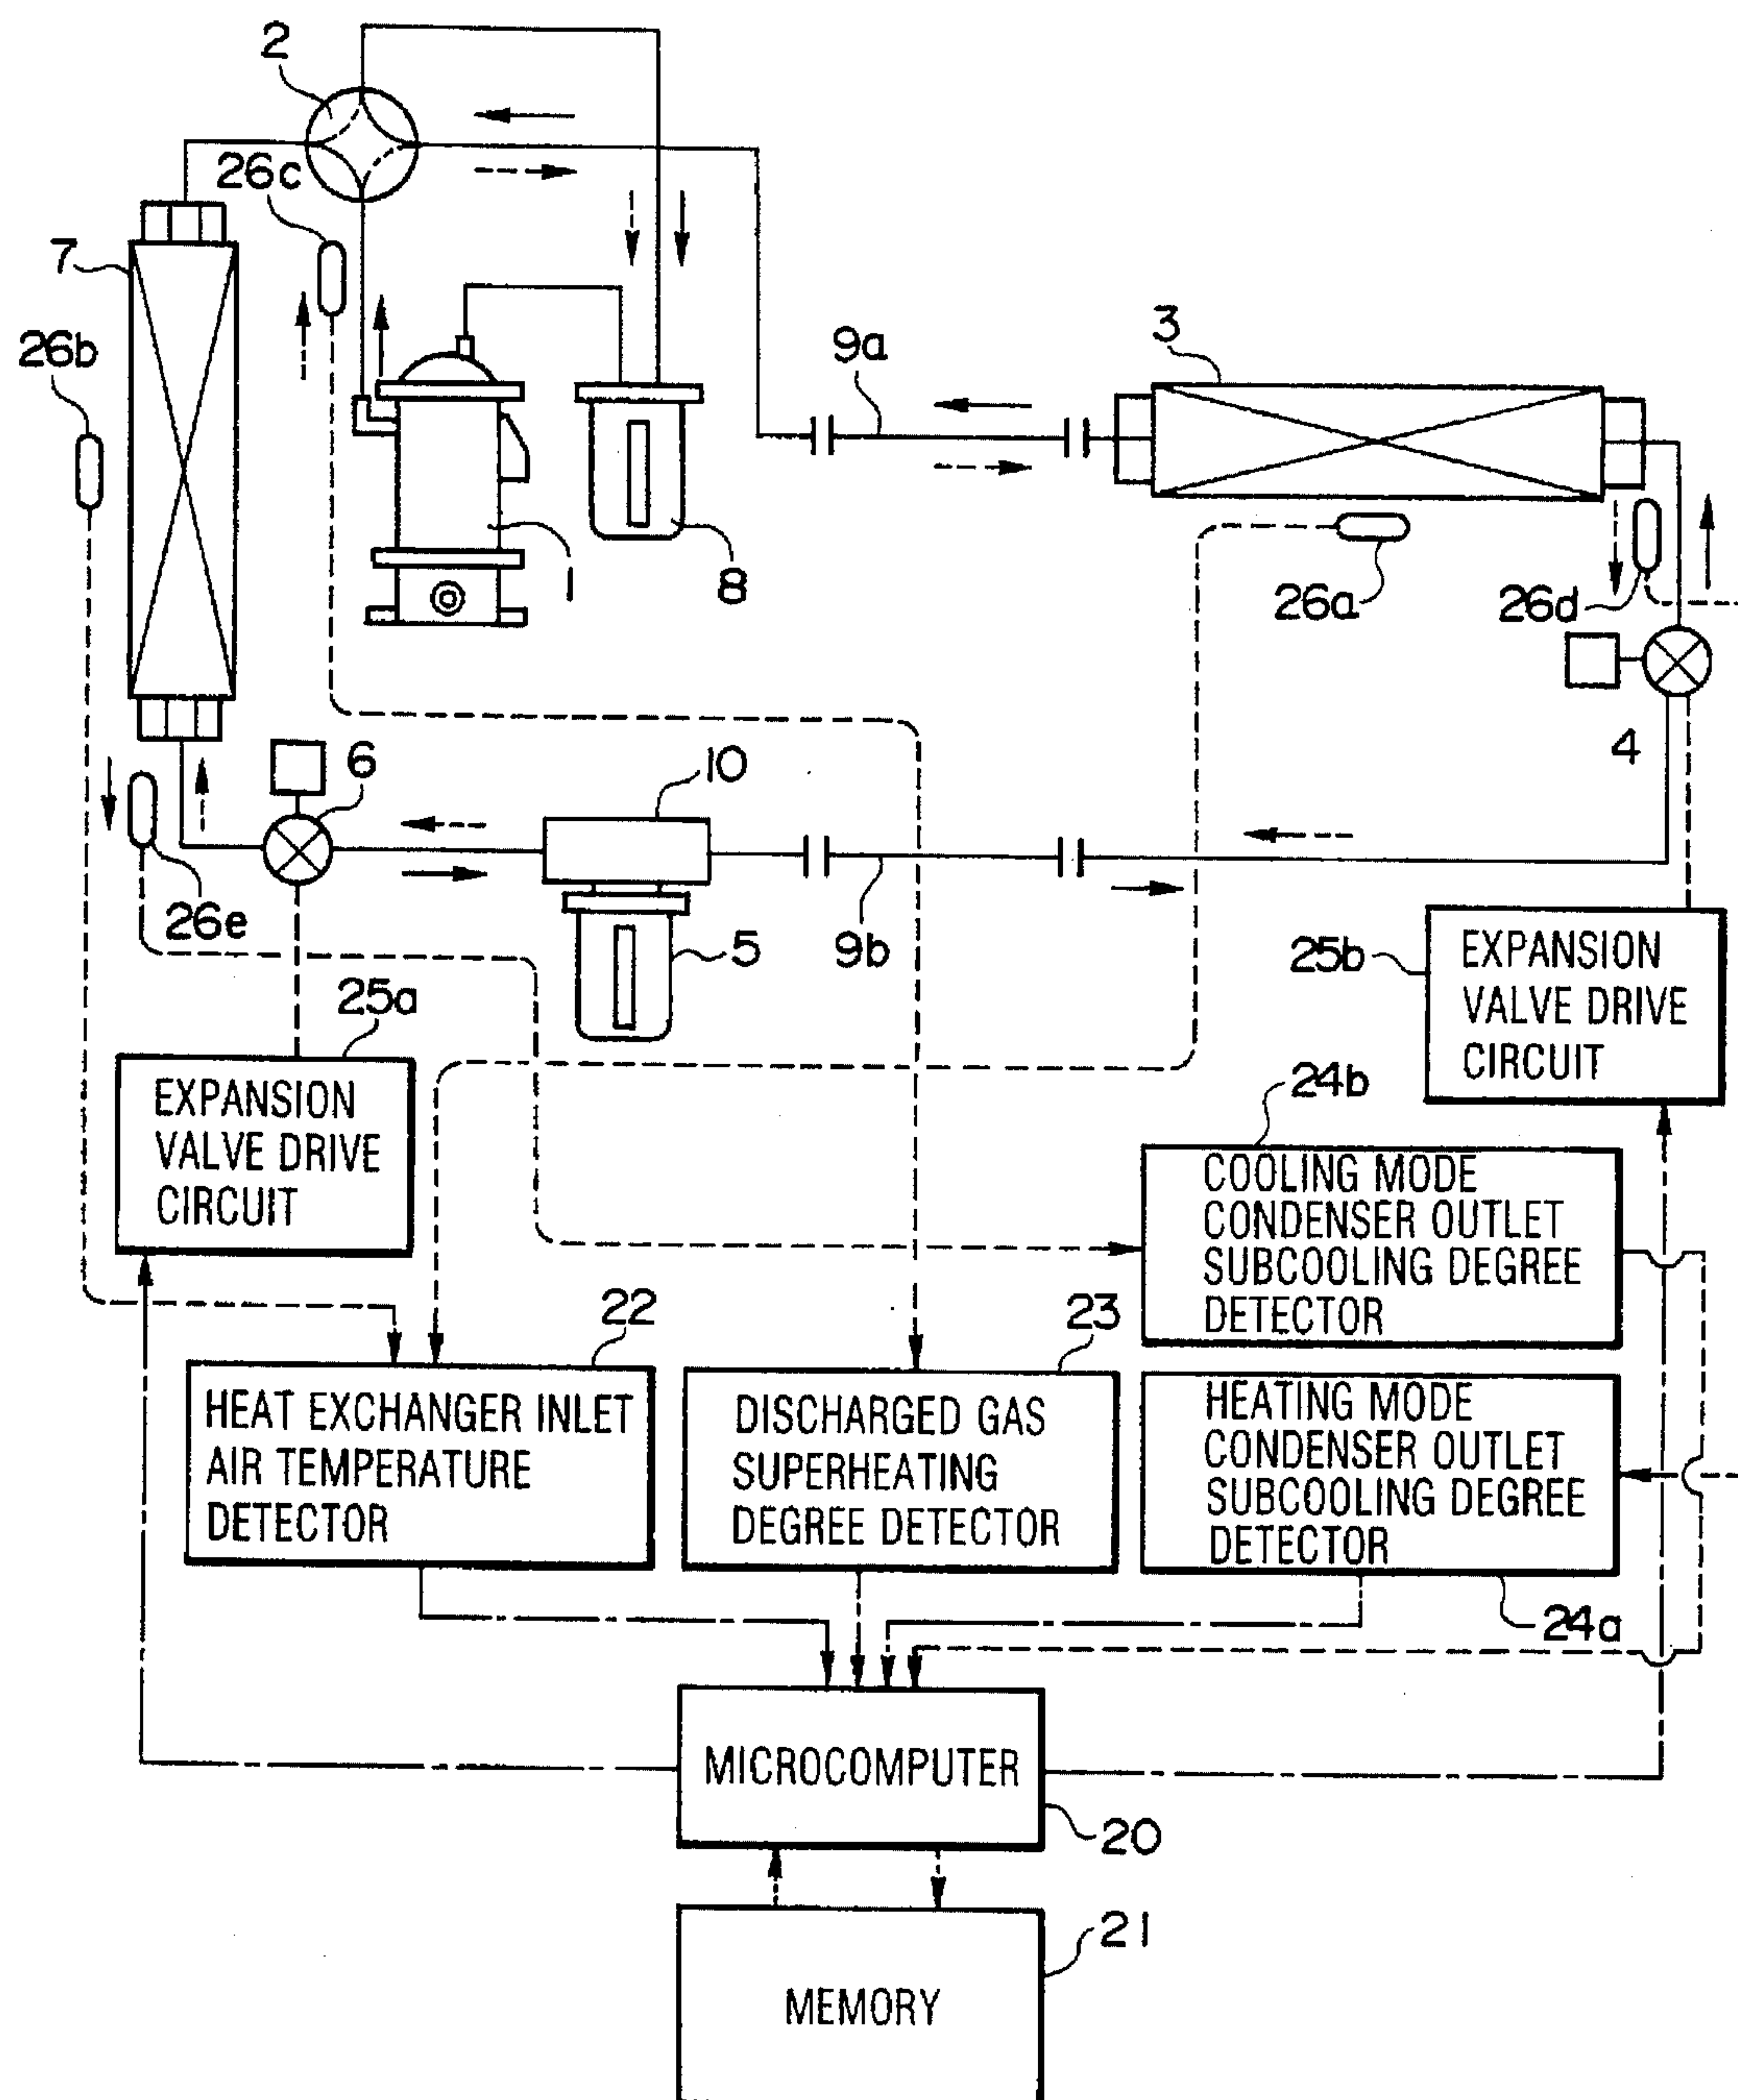 2
26c
7
26b
9a
3
1
8
26a
26d
4
6
10
26e
5
9b
25a
25b
EXPANSION
VALVE DRIVE
CIRCUIT
EXPANSION
VALVE DRIVE
CIRCUIT
24b
COOLING MODE
CONDENSER OUTLET
SUBCOOLING DEGREE
DETECTOR
22
23
HEAT EXCHANGER INLET
AIR TEMPERATURE
DETECTOR
DISCHARGED GAS
SUPERHEATING
DEGREE DETECTOR
HEATING MODE
CONDENSER OUTLET
SUBCOOLING DEGREE
DETECTOR
24a
MICROCOMPUTER
20
21
MEMORY